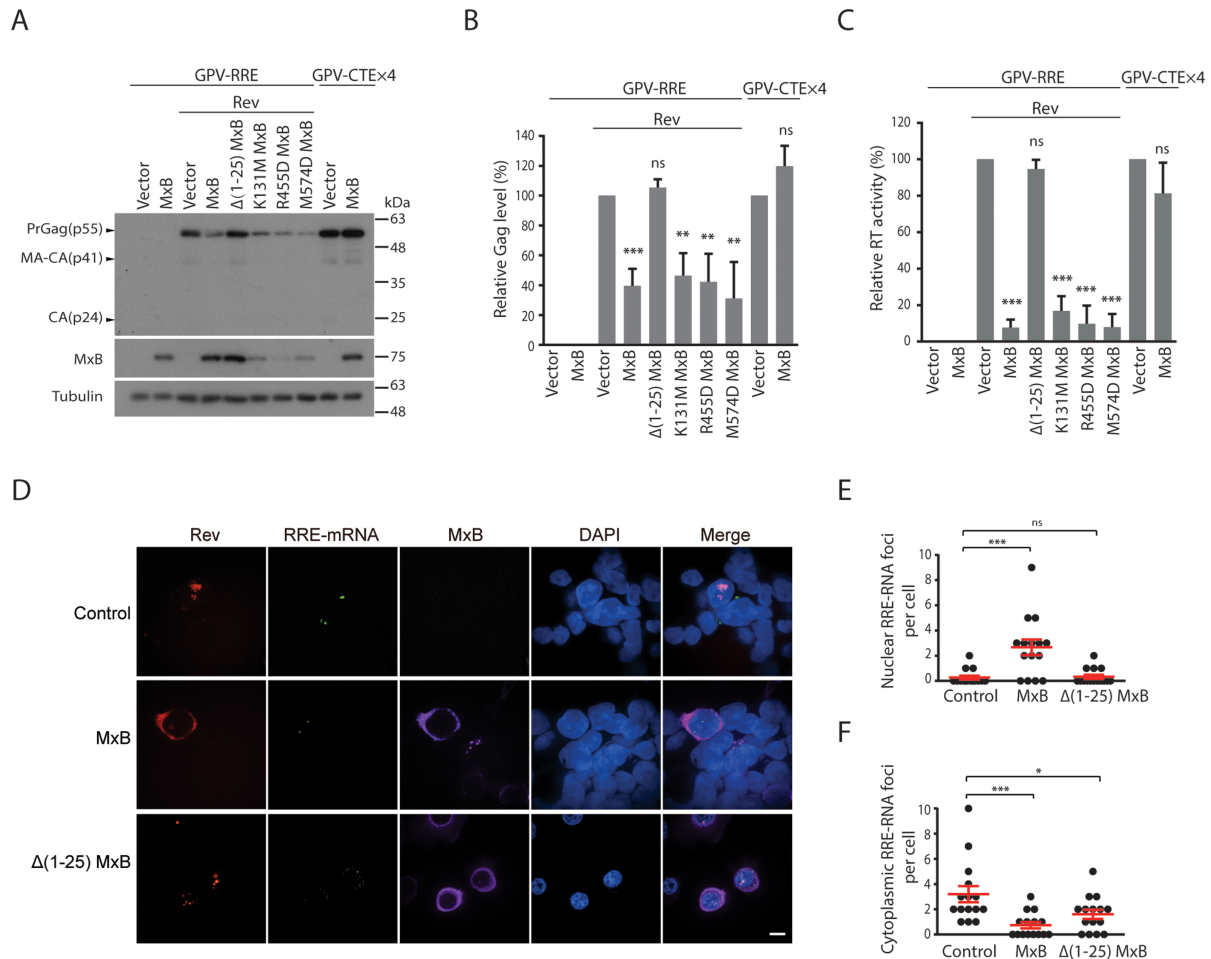 A
GPV-RRE GPV-CTE×4
Rev
Vector MxB Vector MxB Δ(1-25) MxB K131M MxB R455D MxB M574D MxB Vector MxB kDa
PrGag(p55) 63
48
MA-CA(p41)
35
CA(p24) 25
MxB 75
Tubulin 63
48
B
GPV-RRE GPV-CTE×4
Rev
Relative Gag level (%)
140
120
100
80
60
40
20
0
ns
ns
*** ** ** **
Vector MxB Vector MxB Δ(1-25) MxB K131M MxB R455D MxB M574D MxB Vector MxB
C
GPV-RRE GPV-CTE×4
Rev
Relative RT activity (%)
120
100
80
60
40
20
0
ns ns
*** *** *** ***
Vector MxB Vector MxB Δ(1-25) MxB K131M MxB R455D MxB M574D MxB Vector MxB
D
Rev RRE-mRNA MxB DAPI Merge
Control
MxB
Δ(1-25) MxB
E
Nuclear RRE-RNA foci
per cell
ns
***
10
8
6
4
2
0
Control MxB Δ(1-25) MxB
F
Cytoplasmic RRE-RNA foci
per cell
*
***
10
8
6
4
2
0
Control MxB Δ(1-25) MxB